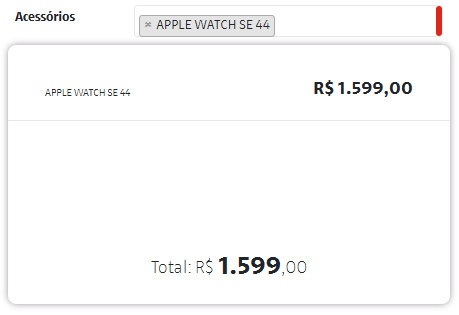 Acessórios
× APPLE WATCH SE 44
APPLE WATCH SE 44
R$ 1.599,00
Total: R$ 1.599,00